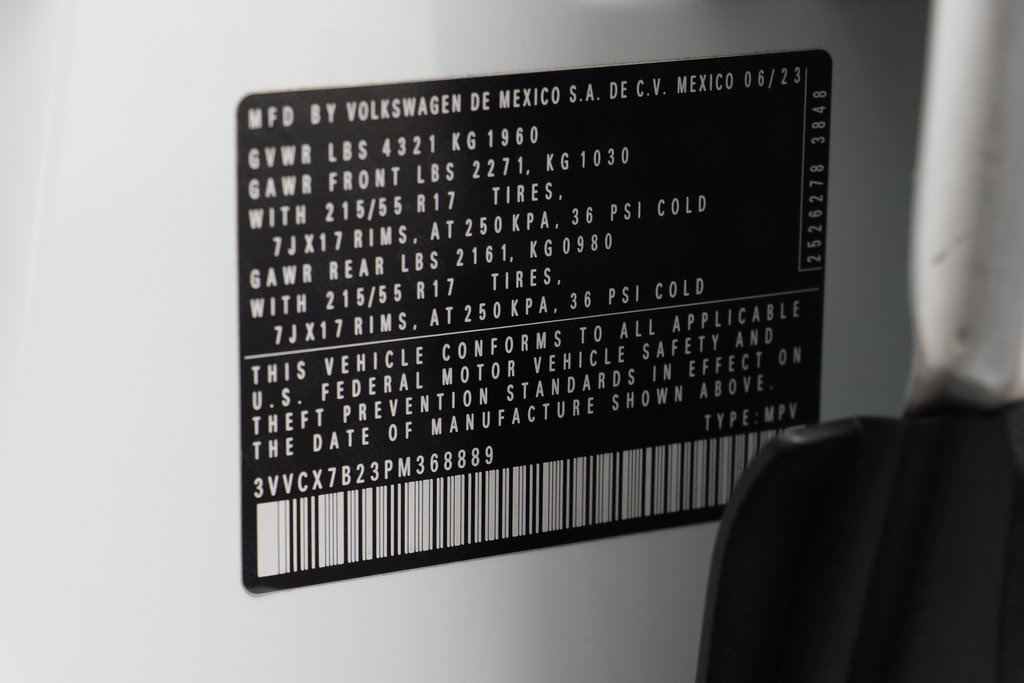 MFD BY VOLKSWAGEN DE MEXICO S.A. DE C.V. MEXICO 06/23
GVWR LBS 4321 KG 1960
GAWR FRONT LBS 2271, KG 1030
WITH 215/55 R17 TIRES,
7JX17 RIMS, AT 250 KPA, 36 PSI COLD
GAWR REAR LBS 2161, KG0980
WITH 215/55 R17 TIRES,
7JX17 RIMS, AT 250 KPA, 36 PSI COLD
2526278 3848
THIS VEHICLE CONFORMS TO ALL APPLICABLE
U.S. FEDERAL MOTOR VEHICLE SAFETY AND
THEFT PREVENTION STANDARDS IN EFFECT ON
THE DATE OF MANUFACTURE SHOWN ABOVE.
TYPE:MPV
3VVCX7B23PM368889